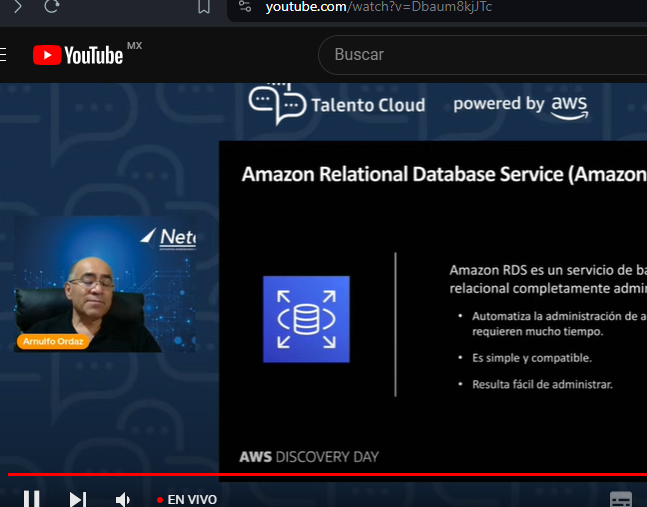 youtube.com/watch?v=Dbaum8kjJTc
YouTube MX
Buscar
Talento Cloud
powered by aws
Amazon Relational Database Service (Amazon
Net
Arnulfo Ordaz
Amazon RDS es un servicio de ba
relacional completamente admi
• Automatiza la administración de a
requieren mucho tiempo.
• Es simple y compatible.
• Resulta fácil de administrar.
AWS DISCOVERY DAY
EN VIVO